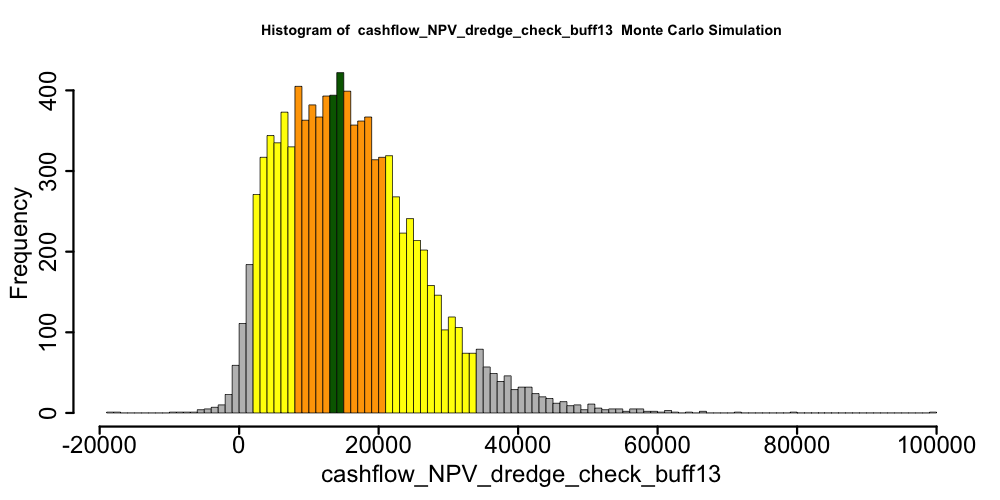 Histogram of  cashflow_NPV_dredge_check_buff13  Monte Carlo Simulation
Frequency
400
300
200
100
0
-20000 0 20000 40000 60000 80000 100000
cashflow_NPV_dredge_check_buff13